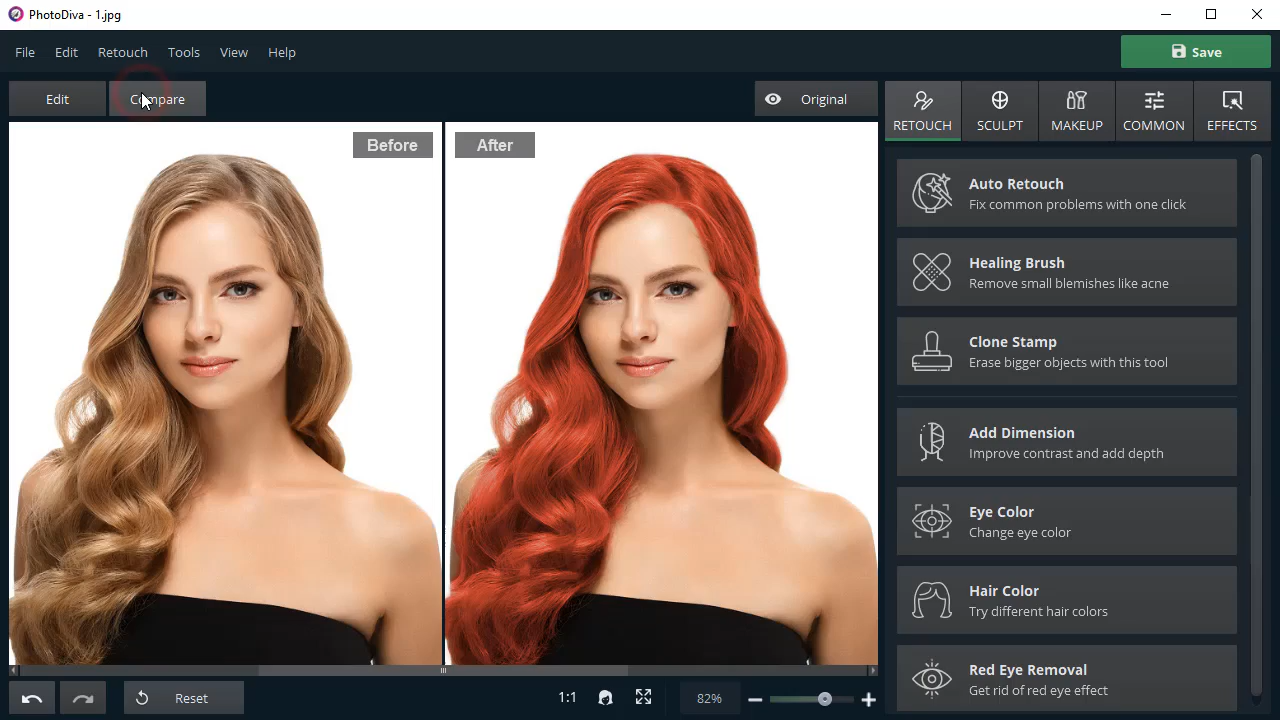 PhotoDiva - 1.jpg
File Edit Retouch Tools View Help
Save
Edit Compare Original
RETOUCH SCULPT MAKEUP COMMON EFFECTS
Before After
Auto Retouch
Fix common problems with one click
Healing Brush
Remove small blemishes like acne
Clone Stamp
Erase bigger objects with this tool
Add Dimension
Improve contrast and add depth
Eye Color
Change eye color
Hair Color
Try different hair colors
Red Eye Removal
Get rid of red eye effect
Reset 1:1 82%